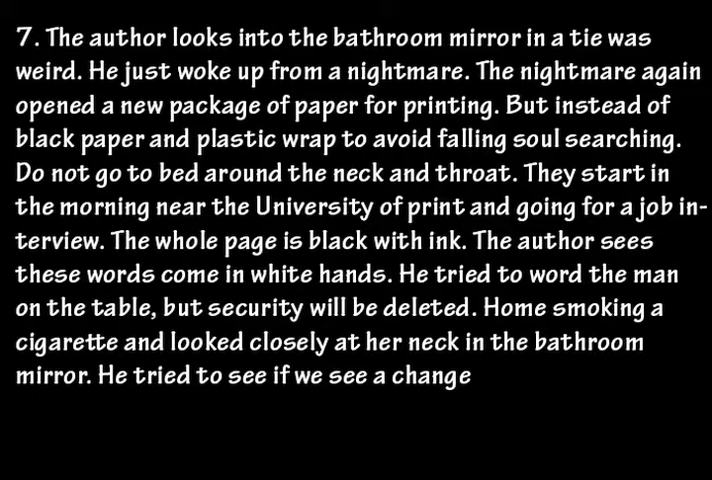 7. The author looks into the bathroom mirror in a tie was
weird. He just woke up from a nightmare. The nightmare again
opened a new package of paper for printing. But instead of
black paper and plastic wrap to avoid falling soul searching.
Do not go to bed around the neck and throat. They start in
the morning near the University of print and going for a job in-
terview. The whole page is black with ink. The author sees
these words come in white hands. He tried to word the man
on the table, but security will be deleted. Home smoking a
cigarette and looked closely at her neck in the bathroom
mirror. He tried to see if we see a change